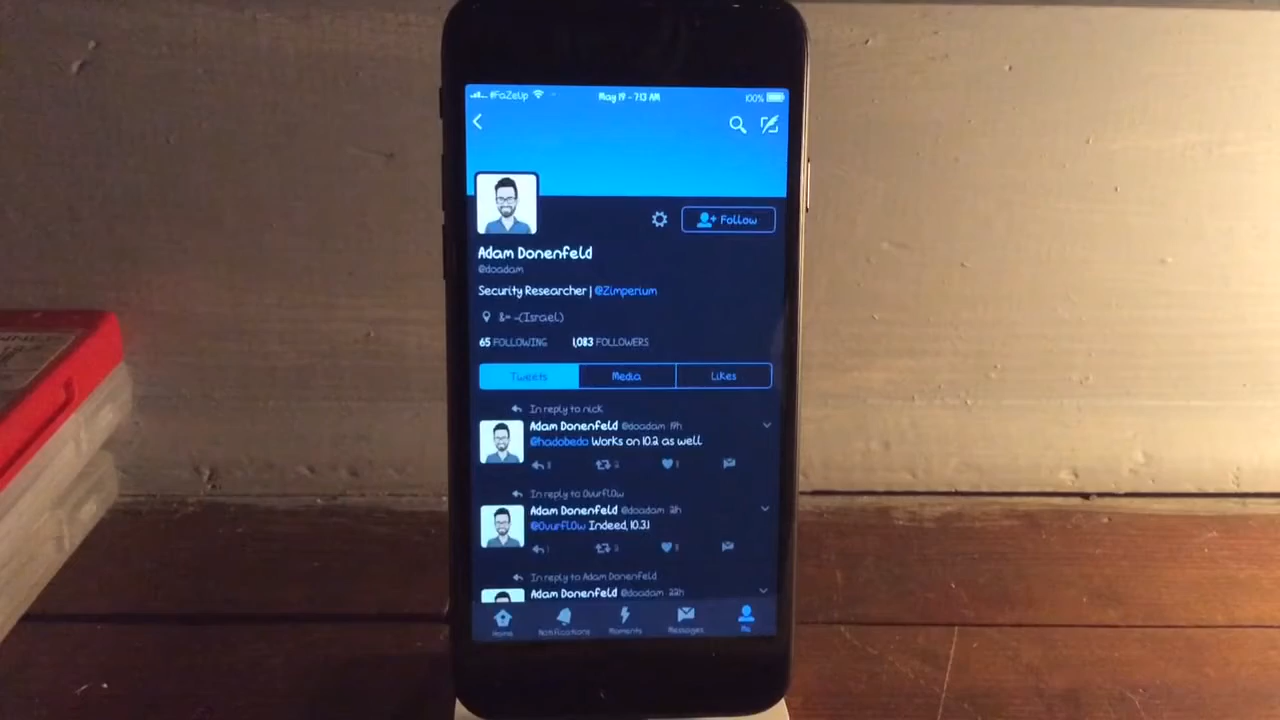 #FaZeUp
May 19 - 7:13 AM
100%
Follow
Adam Donenfeld
@doadam
Security Researcher | @Zimperium
(Israel)
65 FOLLOWING 1,083 FOLLOWERS
Tweets Media Likes
In reply to nick
Adam Donenfeld @doadam 19h
@hadobedo Works on 10.2 as well
In reply to 0vurfl0w
Adam Donenfeld @doadam 21h
@0vurfl0w Indeed, 10.3.1
In reply to Adam Donenfeld
Adam Donenfeld @doadam 22h
Home Notifications Moments Messages Me